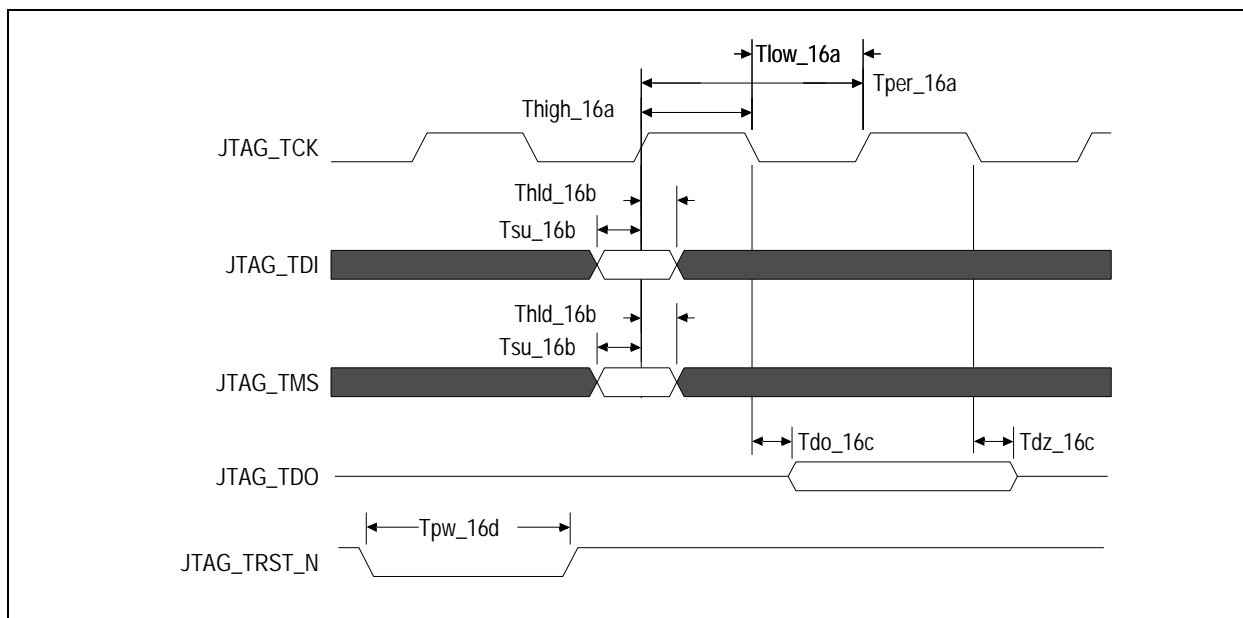 Tlow_16a
Tper_16a
Thigh_16a
JTAG_TCK
Thld_16b
Tsu_16b
JTAG_TDI
Thld_16b
Tsu_16b
JTAG_TMS
Tdo_16c
Tdz_16c
JTAG_TDO
Tpw_16d
JTAG_TRST_N